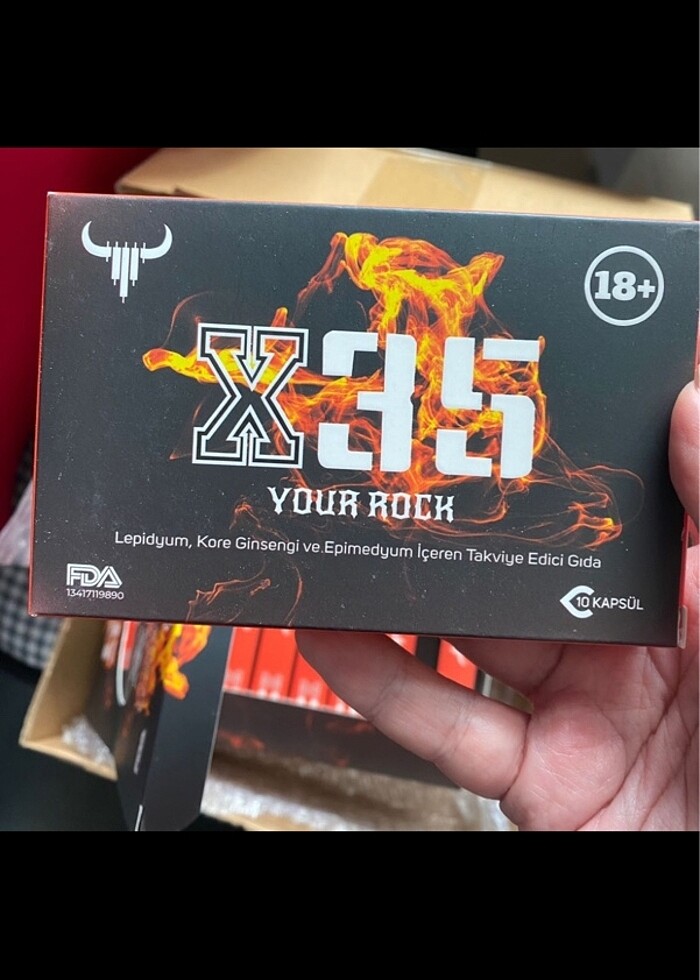 18+
X35
YOUR ROCK
Lepidyum, Kore Ginsengi ve Epimedyum İçeren Takviye Edici Gıda
FDA
13417119890
10 KAPSÜL